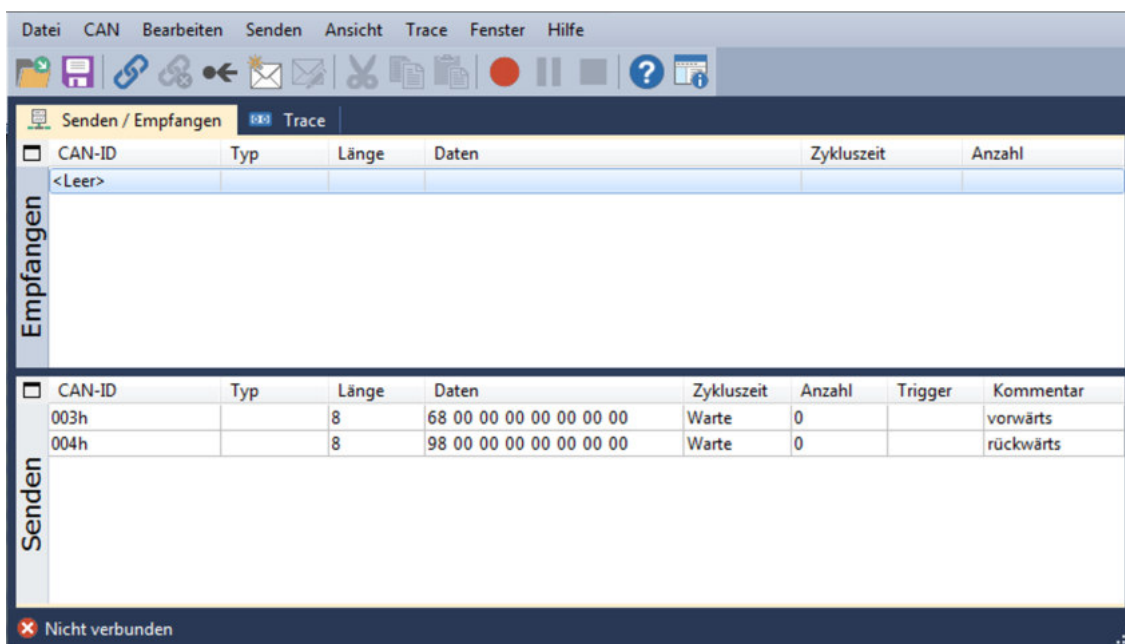 Datei CAN Bearbeiten Senden Ansicht Trace Fenster Hilfe
Senden / Empfangen Trace
CAN-ID Typ Länge Daten Zykluszeit Anzahl
<Leer>
Empfangen
CAN-ID Typ Länge Daten Zykluszeit Anzahl Trigger Kommentar
003h 8 68 00 00 00 00 00 00 00 Warte 0 vorwärts
004h 8 98 00 00 00 00 00 00 00 Warte 0 rückwärts
Senden
Nicht verbunden